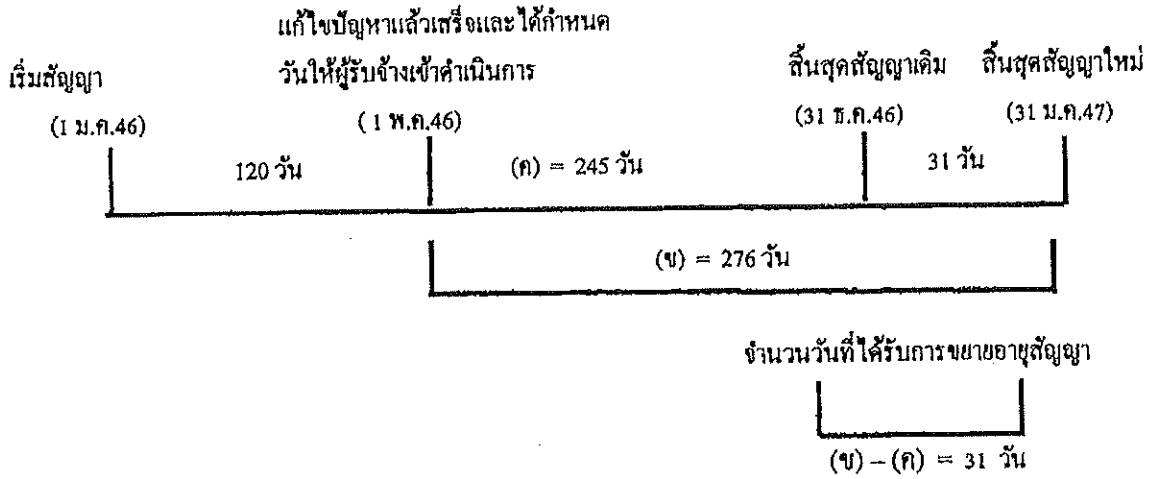 แก้ไขปัญหาแล้วเสร็จและได้กำหนด
วันให้ผู้รับจ้างเข้าดำเนินการ
เริ่มสัญญา
สิ้นสุดสัญญาเดิม
สิ้นสุดสัญญาใหม่
(1 ม.ค.46)
( 1 พ.ค.46)
(31 ธ.ค.46)
(31 ม.ค.47)
120 วัน
(ค) = 245 วัน
31 วัน
(ข) = 276 วัน
จำนวนวันที่ได้รับการขยายอายุสัญญา
(ข) – (ค) = 31 วัน